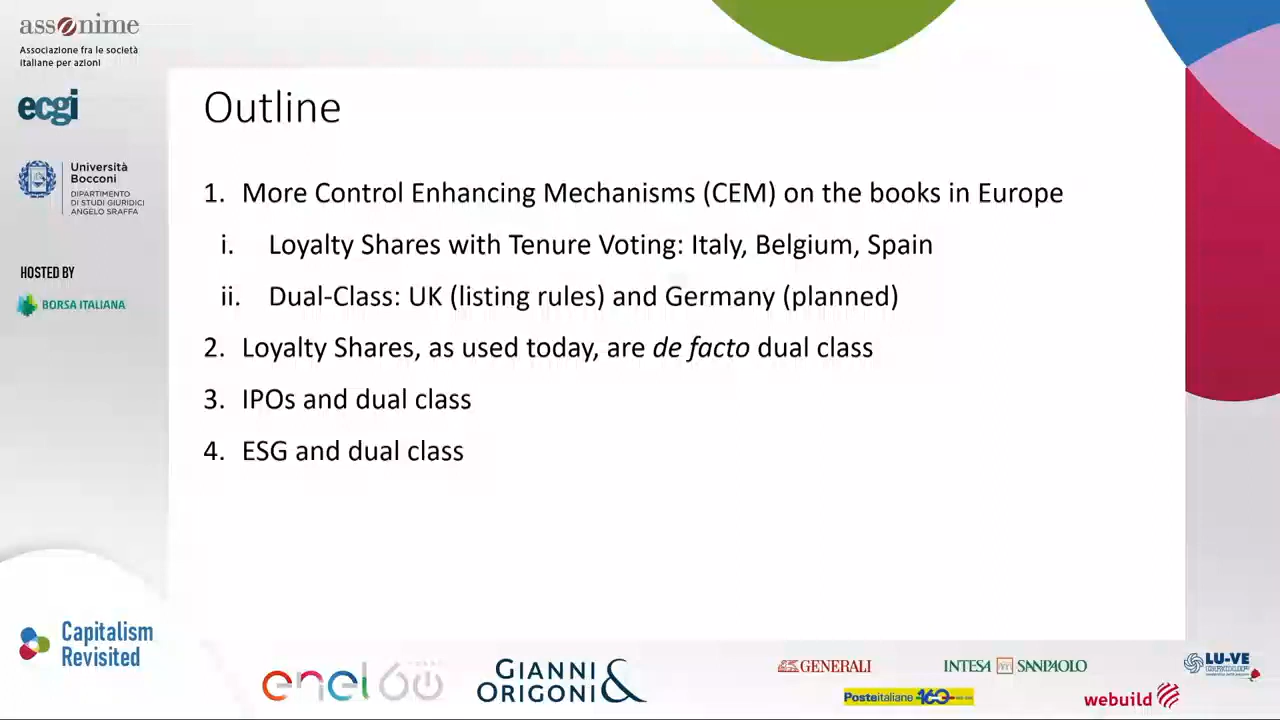 assonime
Associazione fra le società
italiane per azioni
ecgi
Università
Bocconi
DIPARTIMENTO
DI STUDI GIURIDICI
ANGELO SRAFFA
HOSTED BY
BORSA ITALIANA
Outline
1. More Control Enhancing Mechanisms (CEM) on the books in Europe
i. Loyalty Shares with Tenure Voting: Italy, Belgium, Spain
ii. Dual-Class: UK (listing rules) and Germany (planned)
2. Loyalty Shares, as used today, are de facto dual class
3. IPOs and dual class
4. ESG and dual class
Capitalism
Revisited
enel 60
GIANNI &
ORIGONI
GENERALI
INTESA SANPAOLO
LU-VE
GROUP
Posteitaliane 160
webuild